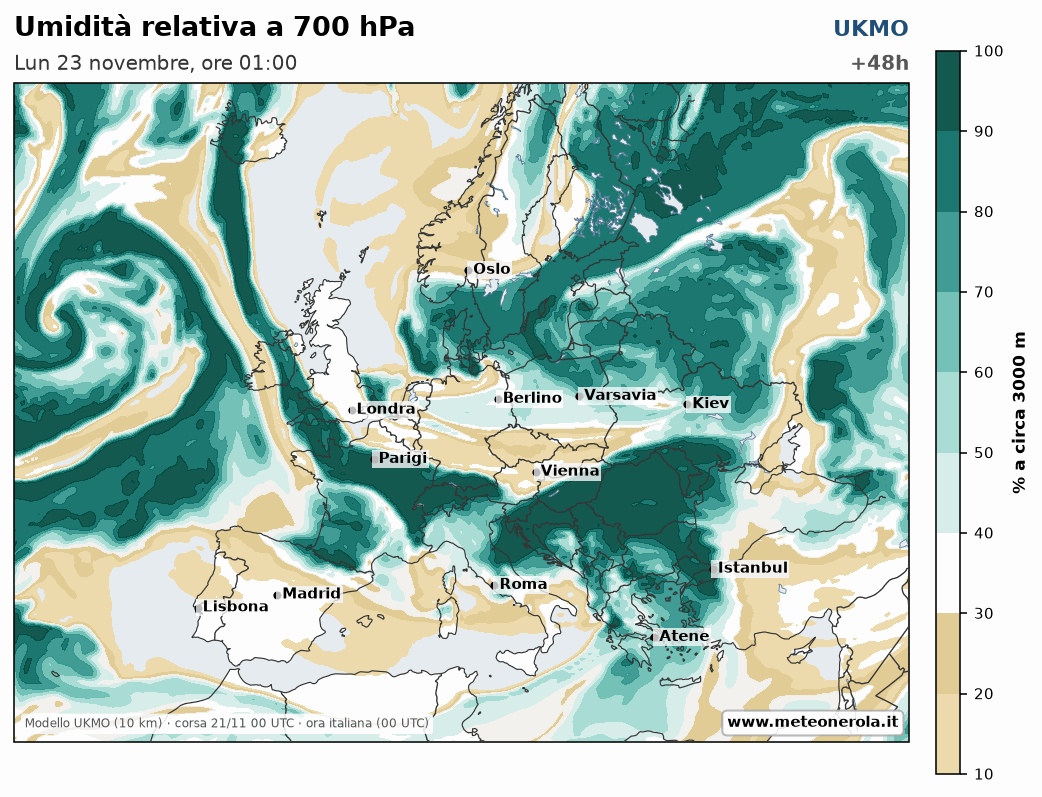 Umidità relativa a 700 hPa
UKMO
Lun 23 novembre, ore 01:00
+48h
100
90
80
70
60
50
40
30
20
10
% a circa 3000 m
Oslo
Londra
Berlino
Varsavia
Kiev
Parigi
Vienna
Istanbul
Roma
Madrid
Lisbona
Atene
Modello UKMO (10 km) · corsa 21/11 00 UTC · ora italiana (00 UTC)
www.meteonerola.it